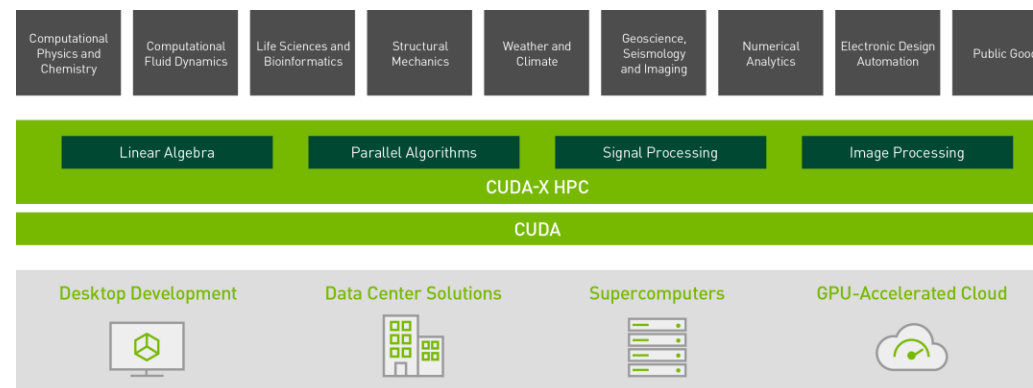 Computational
Physics and
Chemistry
Computational
Fluid Dynamics
Life Sciences and
Bioinformatics
Structural
Mechanics
Weather and
Climate
Geoscience,
Seismology
and Imaging
Numerical
Analytics
Electronic Design
Automation
Public Goo
Linear Algebra
Parallel Algorithms
Signal Processing
Image Processing
CUDA-X HPC
CUDA
Desktop Development
Data Center Solutions
Supercomputers
GPU-Accelerated Cloud